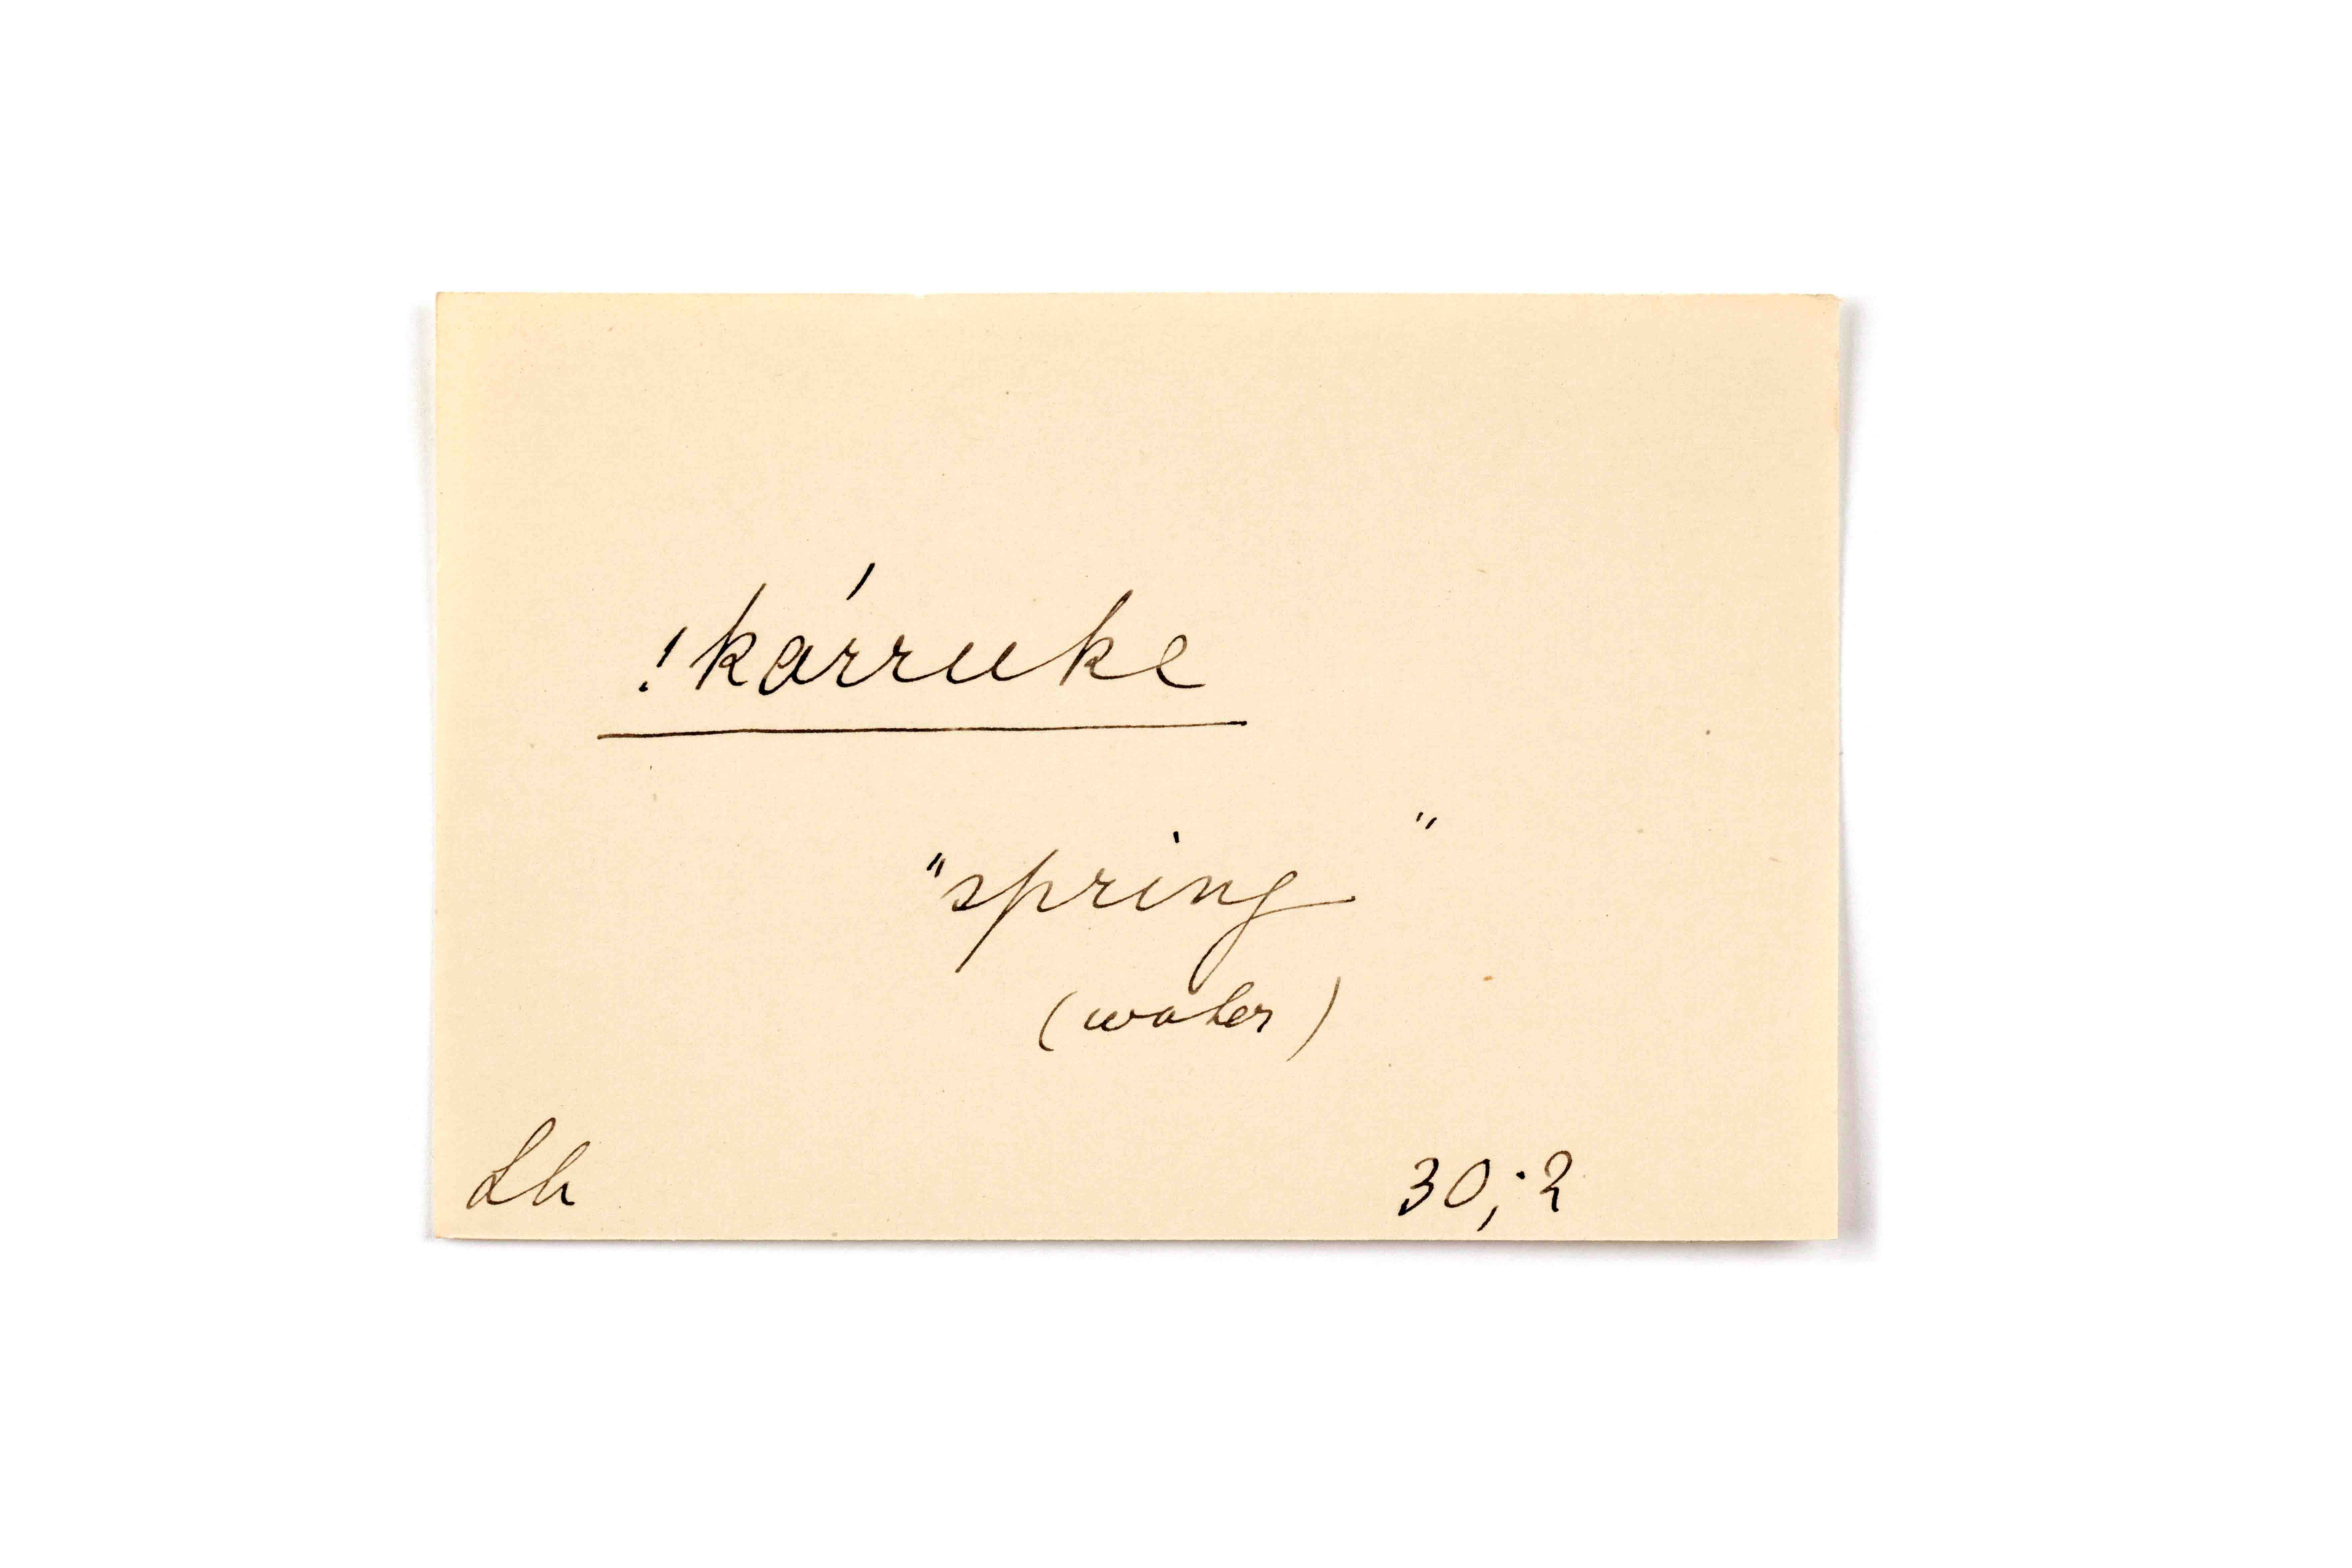 !kárruke
"spring"
(water)
Lh 30;2